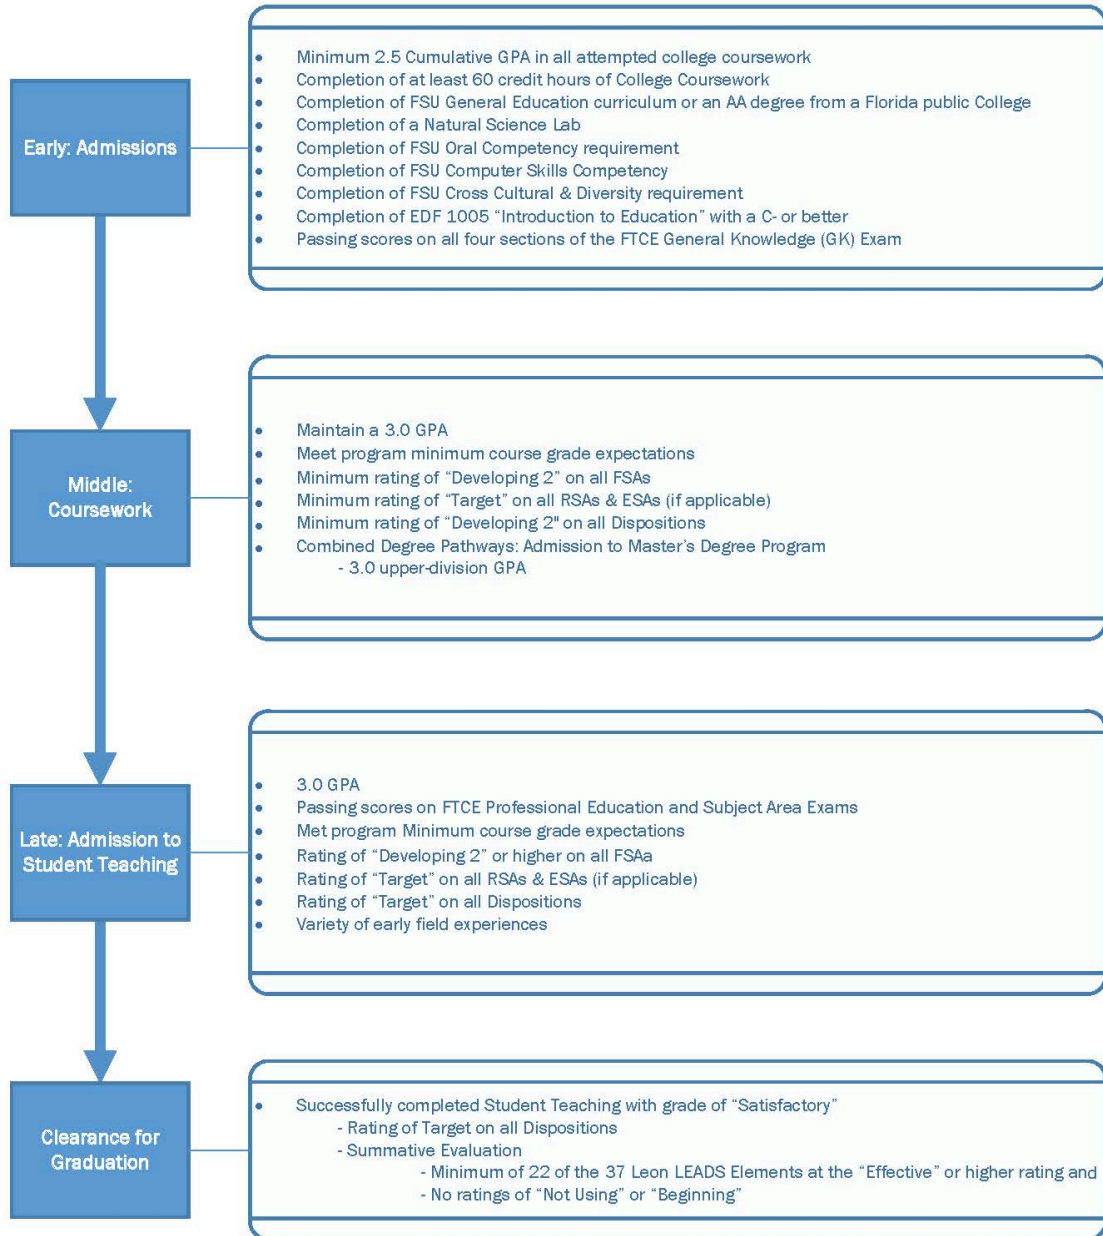 Early: Admissions
• Minimum 2.5 Cumulative GPA in all attempted college coursework
• Completion of at least 60 credit hours of College Coursework
• Completion of FSU General Education curriculum or an AA degree from a Florida public College
• Completion of a Natural Science Lab
• Completion of FSU Oral Competency requirement
• Completion of FSU Computer Skills Competency
• Completion of FSU Cross Cultural & Diversity requirement
• Completion of EDF 1005 “Introduction to Education” with a C- or better
• Passing scores on all four sections of the FTCE General Knowledge (GK) Exam
Middle:
Coursework
• Maintain a 3.0 GPA
• Meet program minimum course grade expectations
• Minimum rating of “Developing 2” on all FSAs
• Minimum rating of “Target” on all RSAs & ESAs (if applicable)
• Minimum rating of “Developing 2" on all Dispositions
• Combined Degree Pathways: Admission to Master’s Degree Program
- 3.0 upper-division GPA
Late: Admission to
Student Teaching
• 3.0 GPA
• Passing scores on FTCE Professional Education and Subject Area Exams
• Met program Minimum course grade expectations
• Rating of “Developing 2” or higher on all FSAa
• Rating of “Target” on all RSAs & ESAs (if applicable)
• Rating of “Target” on all Dispositions
• Variety of early field experiences
Clearance for
Graduation
• Successfully completed Student Teaching with grade of “Satisfactory”
- Rating of Target on all Dispositions
- Summative Evaluation
- Minimum of 22 of the 37 Leon LEADS Elements at the “Effective” or higher rating and
- No ratings of “Not Using” or “Beginning”